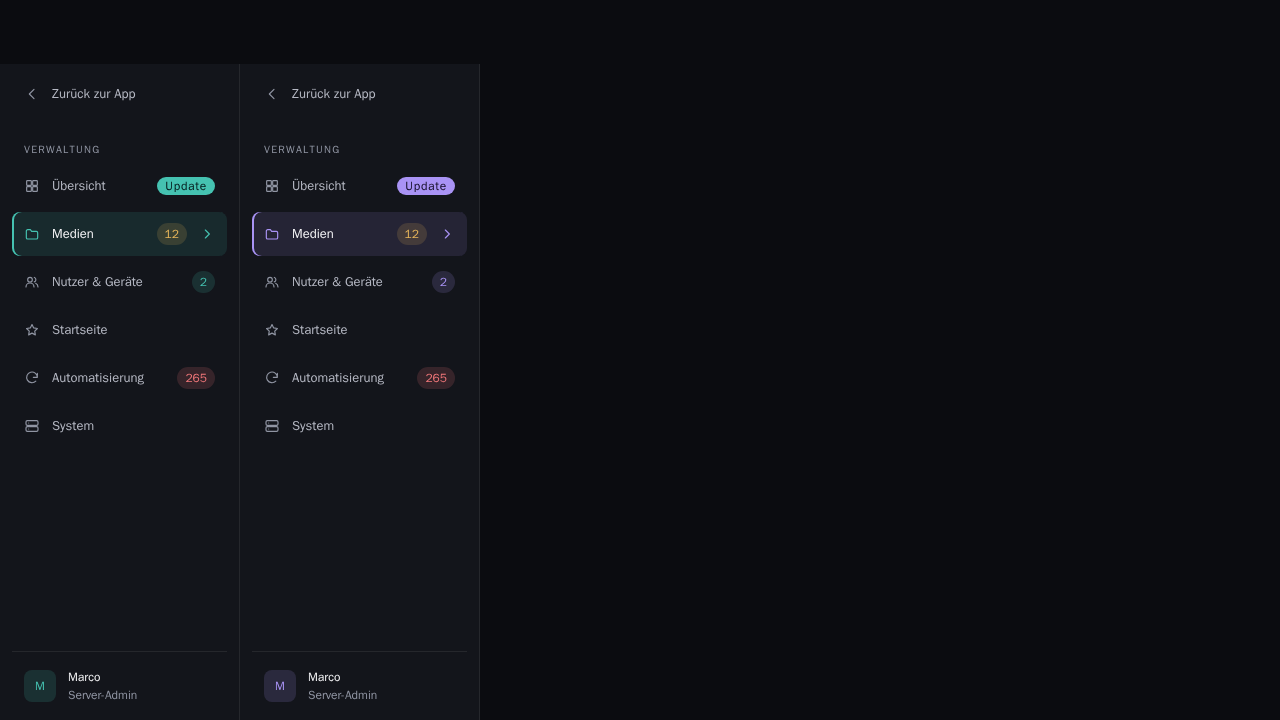 Zurück zur App
VERWALTUNG
Übersicht Update
Medien 12
Nutzer & Geräte 2
Startseite
Automatisierung 265
System
M
Marco
Server-Admin
Zurück zur App
VERWALTUNG
Übersicht Update
Medien 12
Nutzer & Geräte 2
Startseite
Automatisierung 265
System
M
Marco
Server-Admin